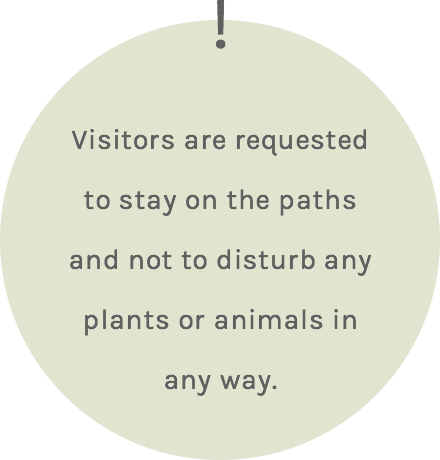 Visitors are requested
to stay on the paths
and not to disturb any
plants or animals in
any way.